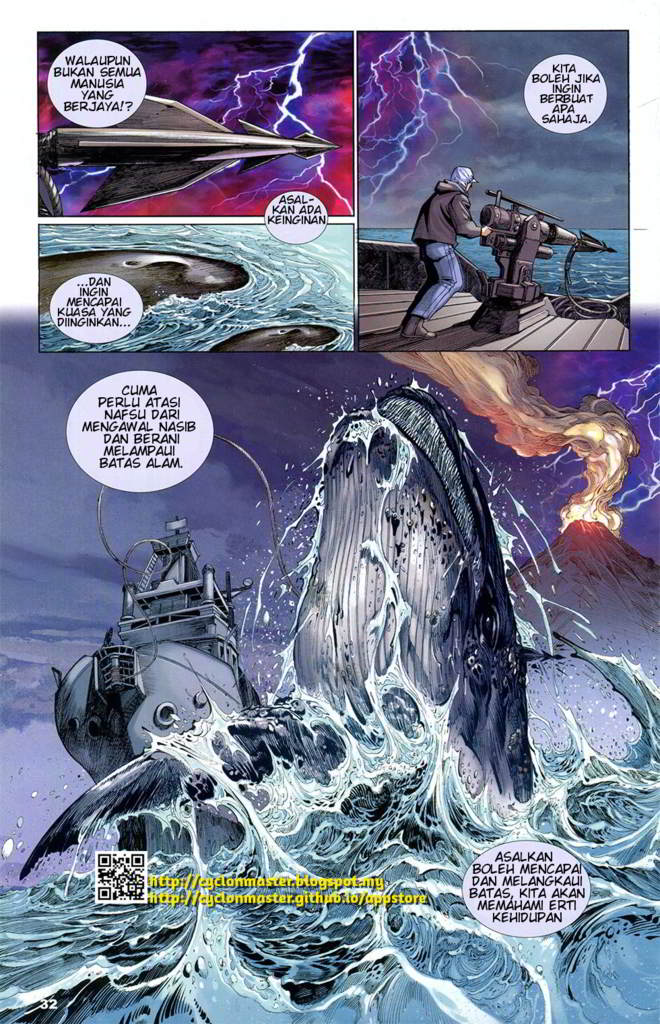 WALAUPUN
BUKAN SEMUA
MANUSIA
YANG
BERJAYA!?
ASAL-
KAN ADA
KEINGINAN
KITA
BOLEH JIKA
INGIN
BERBUAT
APA
SAHAJA.
...DAN
INGIN
MENCAPAI
KUASA YANG
DIINGINKAN...
CUMA
PERLU ATASI
NAFSU DARI
MENGAWAL NASIB
DAN BERANI
MELAMPAUI
BATAS ALAM.
ASALKAN
BOLEH MENCAPAI
DAN MELANGKAUI
BATAS, KITA AKAN
MEMAHAMI ERTI
KEHIDUPAN
http://cyclonmaster.blogspot.my
http://cyclonmaster.github.io/appstore
32